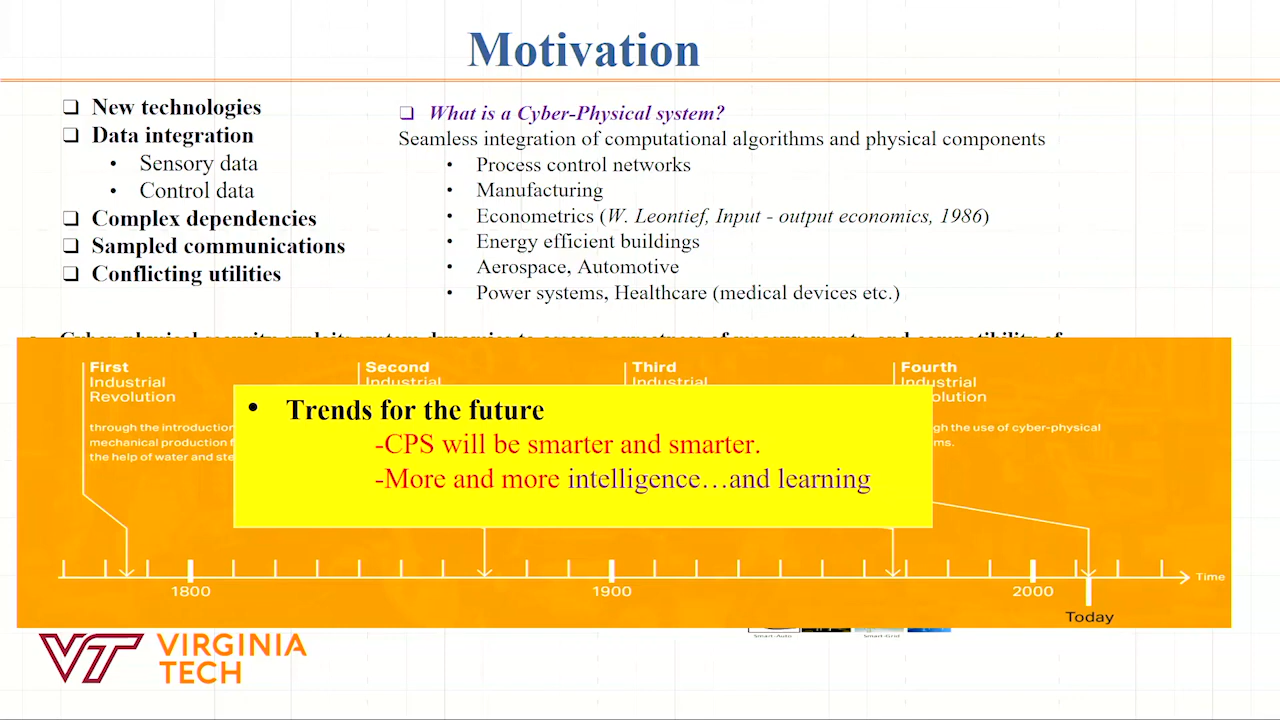 Motivation
❑ New technologies
❑ Data integration
• Sensory data
• Control data
❑ Complex dependencies
❑ Sampled communications
❑ Conflicting utilities
❑ What is a Cyber-Physical system?
Seamless integration of computational algorithms and physical components
• Process control networks
• Manufacturing
• Econometrics (W. Leontief, Input - output economics, 1986)
• Energy efficient buildings
• Aerospace, Automotive
• Power systems, Healthcare (medical devices etc.)
First
Industrial
Revolution
through the introduction
mechanical production
the help of water and
Second
Industrial
Third
Industrial
Fourth
Industrial
the use of cyber-physical
• Trends for the future
-CPS will be smarter and smarter.
-More and more intelligence…and learning
1800
1900
2000
Time
Today
Smart-Auto
Smart-Grid
VT VIRGINIA
TECH